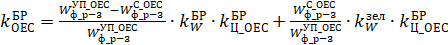 k_ОЕС^БР = (W_ф_р−з^УП_ОЕС − W_ф_р−з^С_ОЕС) / W_ф_р−з^УП_ОЕС · k_W^БР · k_Ц_ОЕС^БР + W_ф_р−з^С_ОЕС / W_ф_р−з^УП_ОЕС · k_W^зел · k_Ц_ОЕС^БР